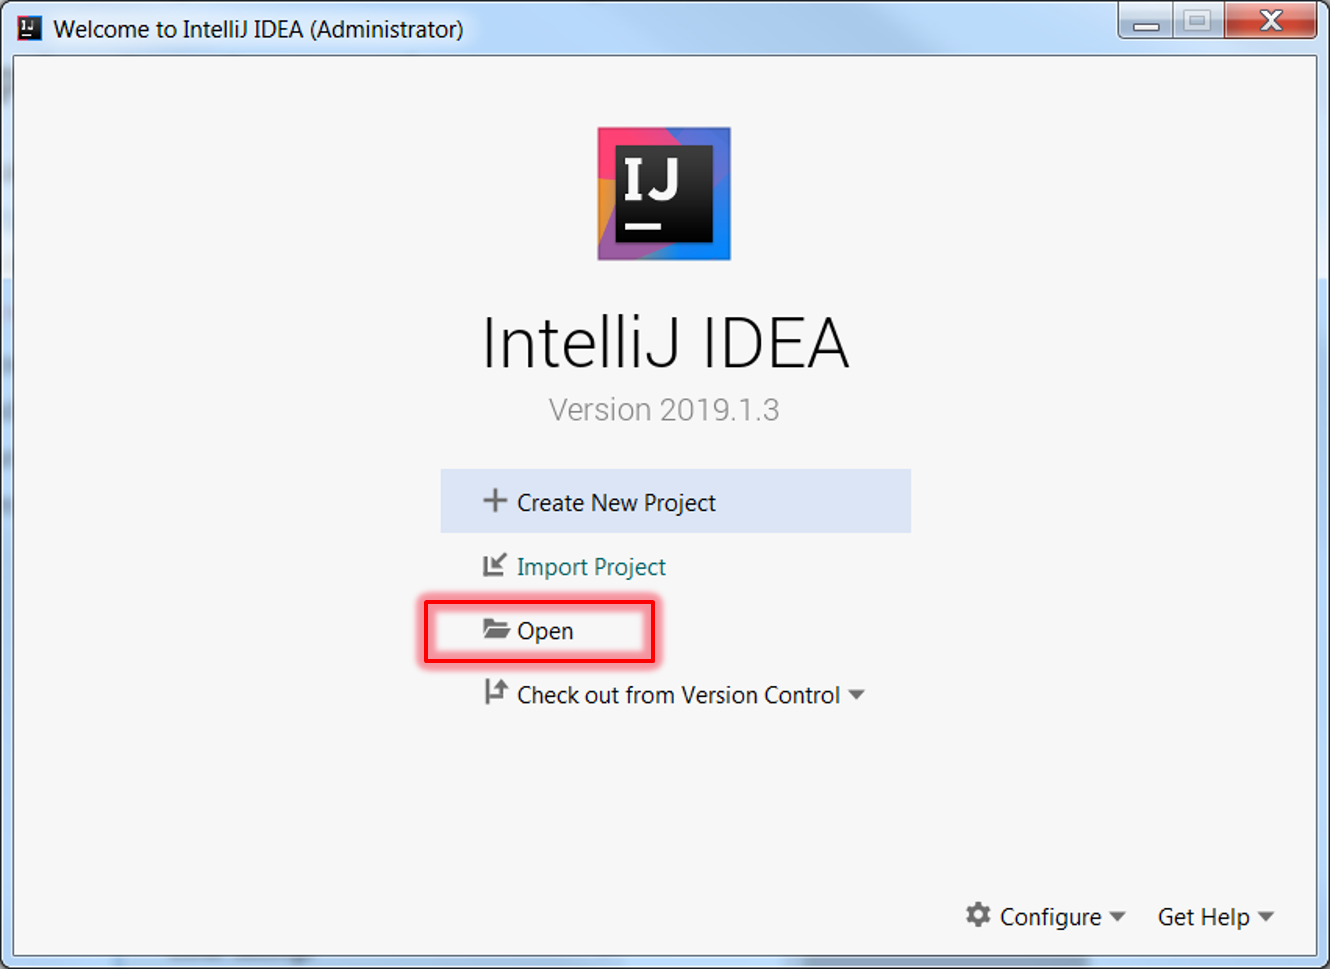 Welcome to IntelliJ IDEA (Administrator)
IJ
IntelliJ IDEA
Version 2019.1.3
Create New Project
Import Project
Open
Check out from Version Control
Configure Get Help